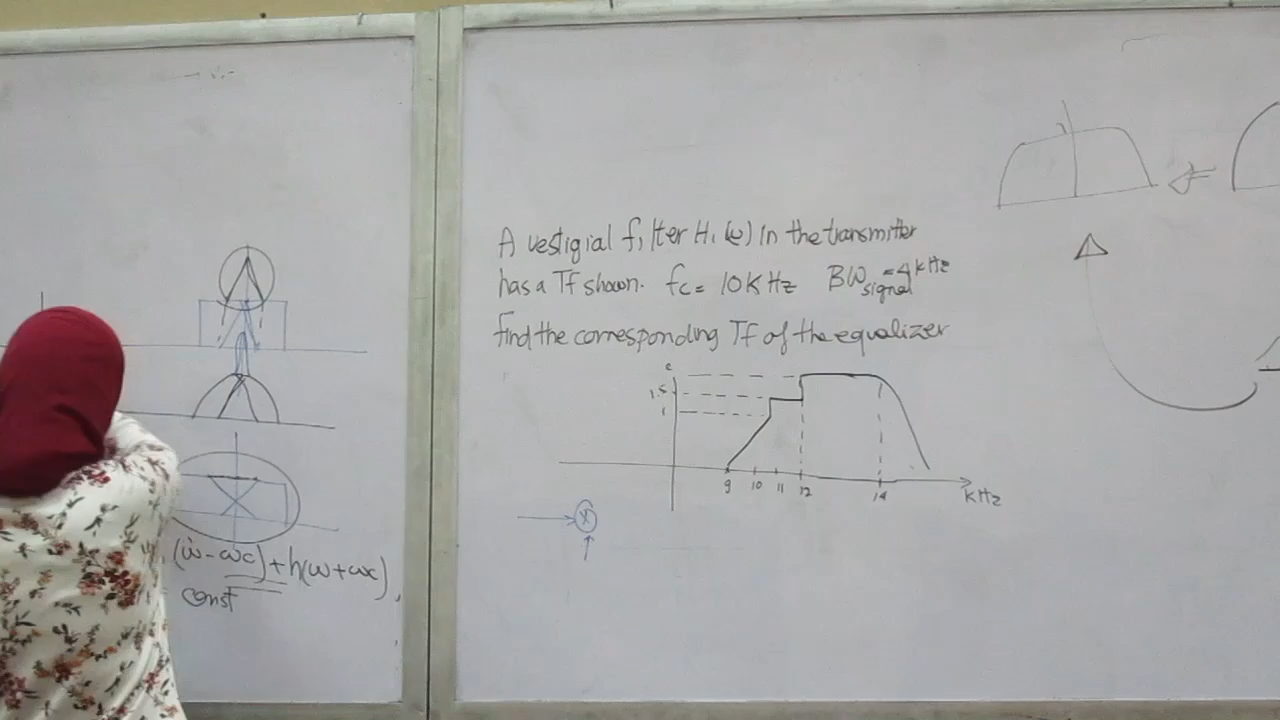 A vestigial filter H₁(ω) in the transmitter
has a TF shown. fc = 10 KHz BW signal = 4 kHz
find the corresponding TF of the equalizer
2
1.5
1
9 10 11 12 14 KHz
X
(ω - ωc) + h(ω + ωc)
const